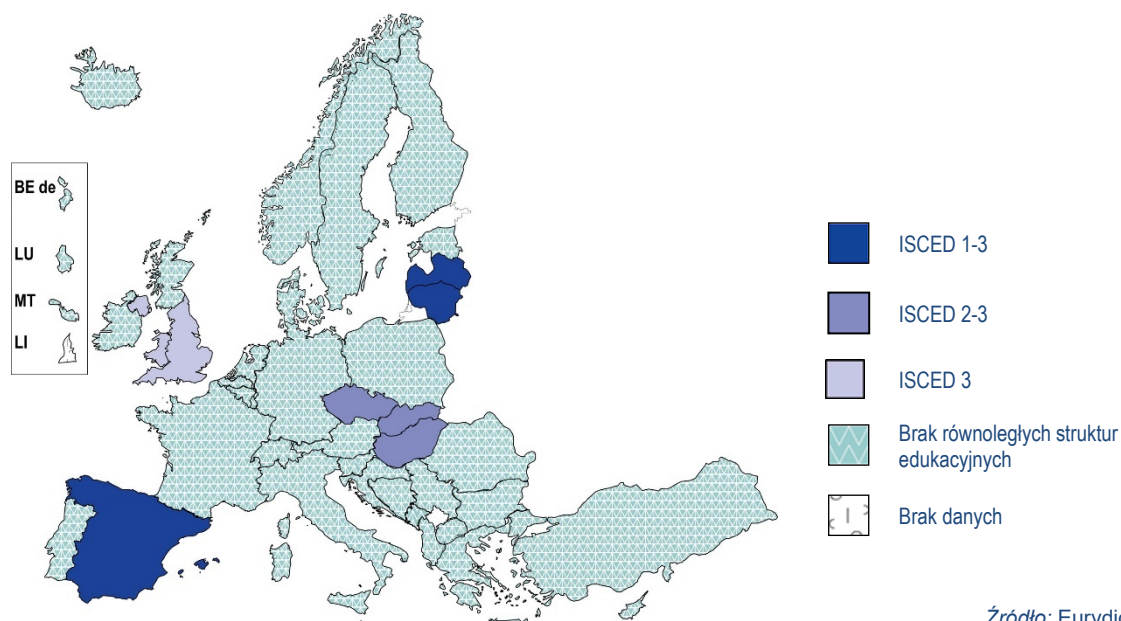 BE de
LU
MT
LI
ISCED 1-3
ISCED 2-3
ISCED 3
Brak równoległych struktur
edukacyjnych
Brak danych
Źródło: